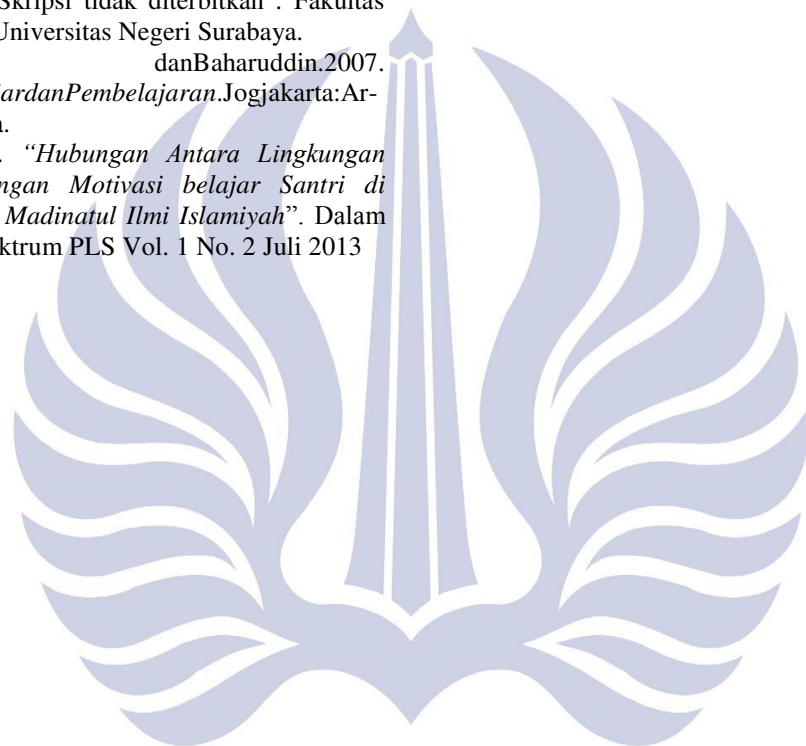 Skripsi tidak diterbitkan . Fakultas
Universitas Negeri Surabaya.
danBaharuddin.2007.
jardanPembelajaran.Jogjakarta:Ar-
a.
. “Hubungan Antara Lingkungan
ngan Motivasi belajar Santri di
Madinatul Ilmi Islamiyah”. Dalam
ktrum PLS Vol. 1 No. 2 Juli 2013